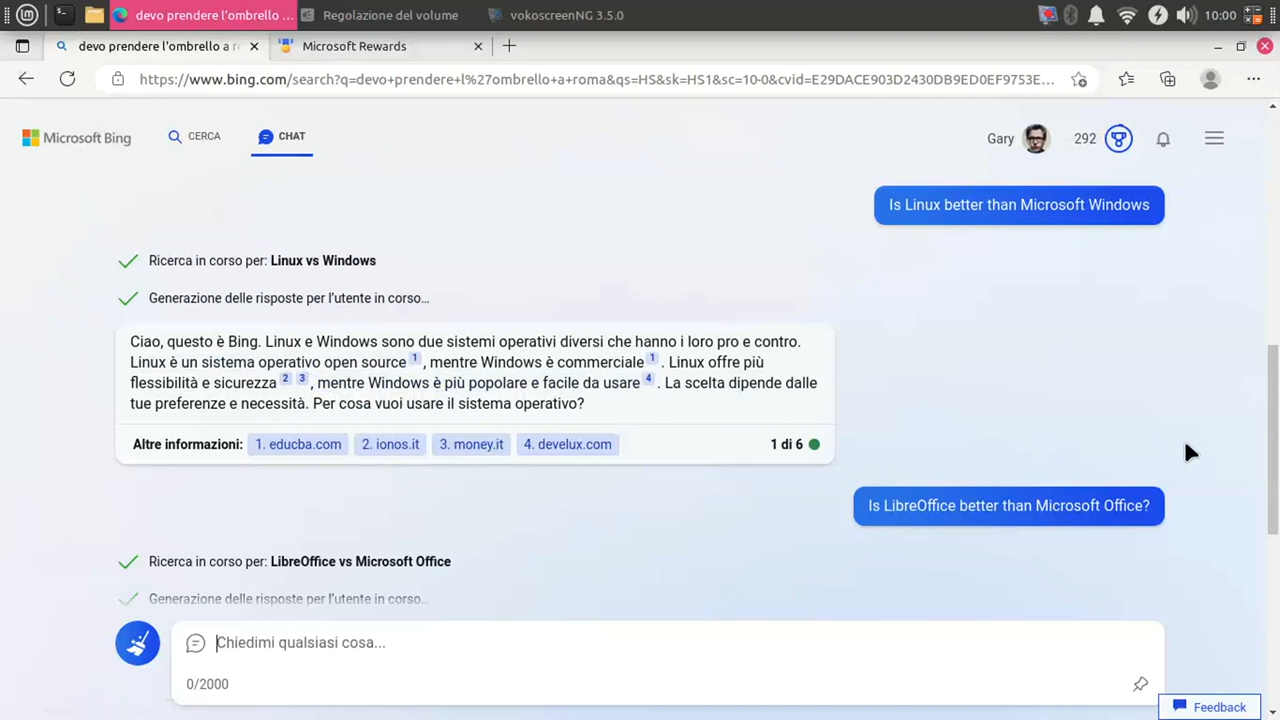 devo prendere l'ombrello ...
Regolazione del volume
vokoscreenNG 3.5.0
10:00
devo prendere l'ombrello a r
Microsoft Rewards
https://www.bing.com/search?q=devo+prendere+l%27ombrello+a+roma&qs=HS&sk=HS1&sc=10-0&cvid=E29DACE903D2430DB9ED0EF9753E...
Microsoft Bing
CERCA
CHAT
Gary
292
Is Linux better than Microsoft Windows
Ricerca in corso per: Linux vs Windows
Generazione delle risposte per l'utente in corso…
Ciao, questo è Bing. Linux e Windows sono due sistemi operativi diversi che hanno i loro pro e contro.
Linux è un sistema operativo open source 1 , mentre Windows è commerciale 1 . Linux offre più
flessibilità e sicurezza 2 3 , mentre Windows è più popolare e facile da usare 4 . La scelta dipende dalle
tue preferenze e necessità. Per cosa vuoi usare il sistema operativo?
Altre informazioni: 1. educba.com 2. ionos.it 3. money.it 4. develux.com 1 di 6
Is LibreOffice better than Microsoft Office?
Ricerca in corso per: LibreOffice vs Microsoft Office
Generazione delle risposte per l'utente in corso…
Chiedimi qualsiasi cosa...
0/2000
Feedback